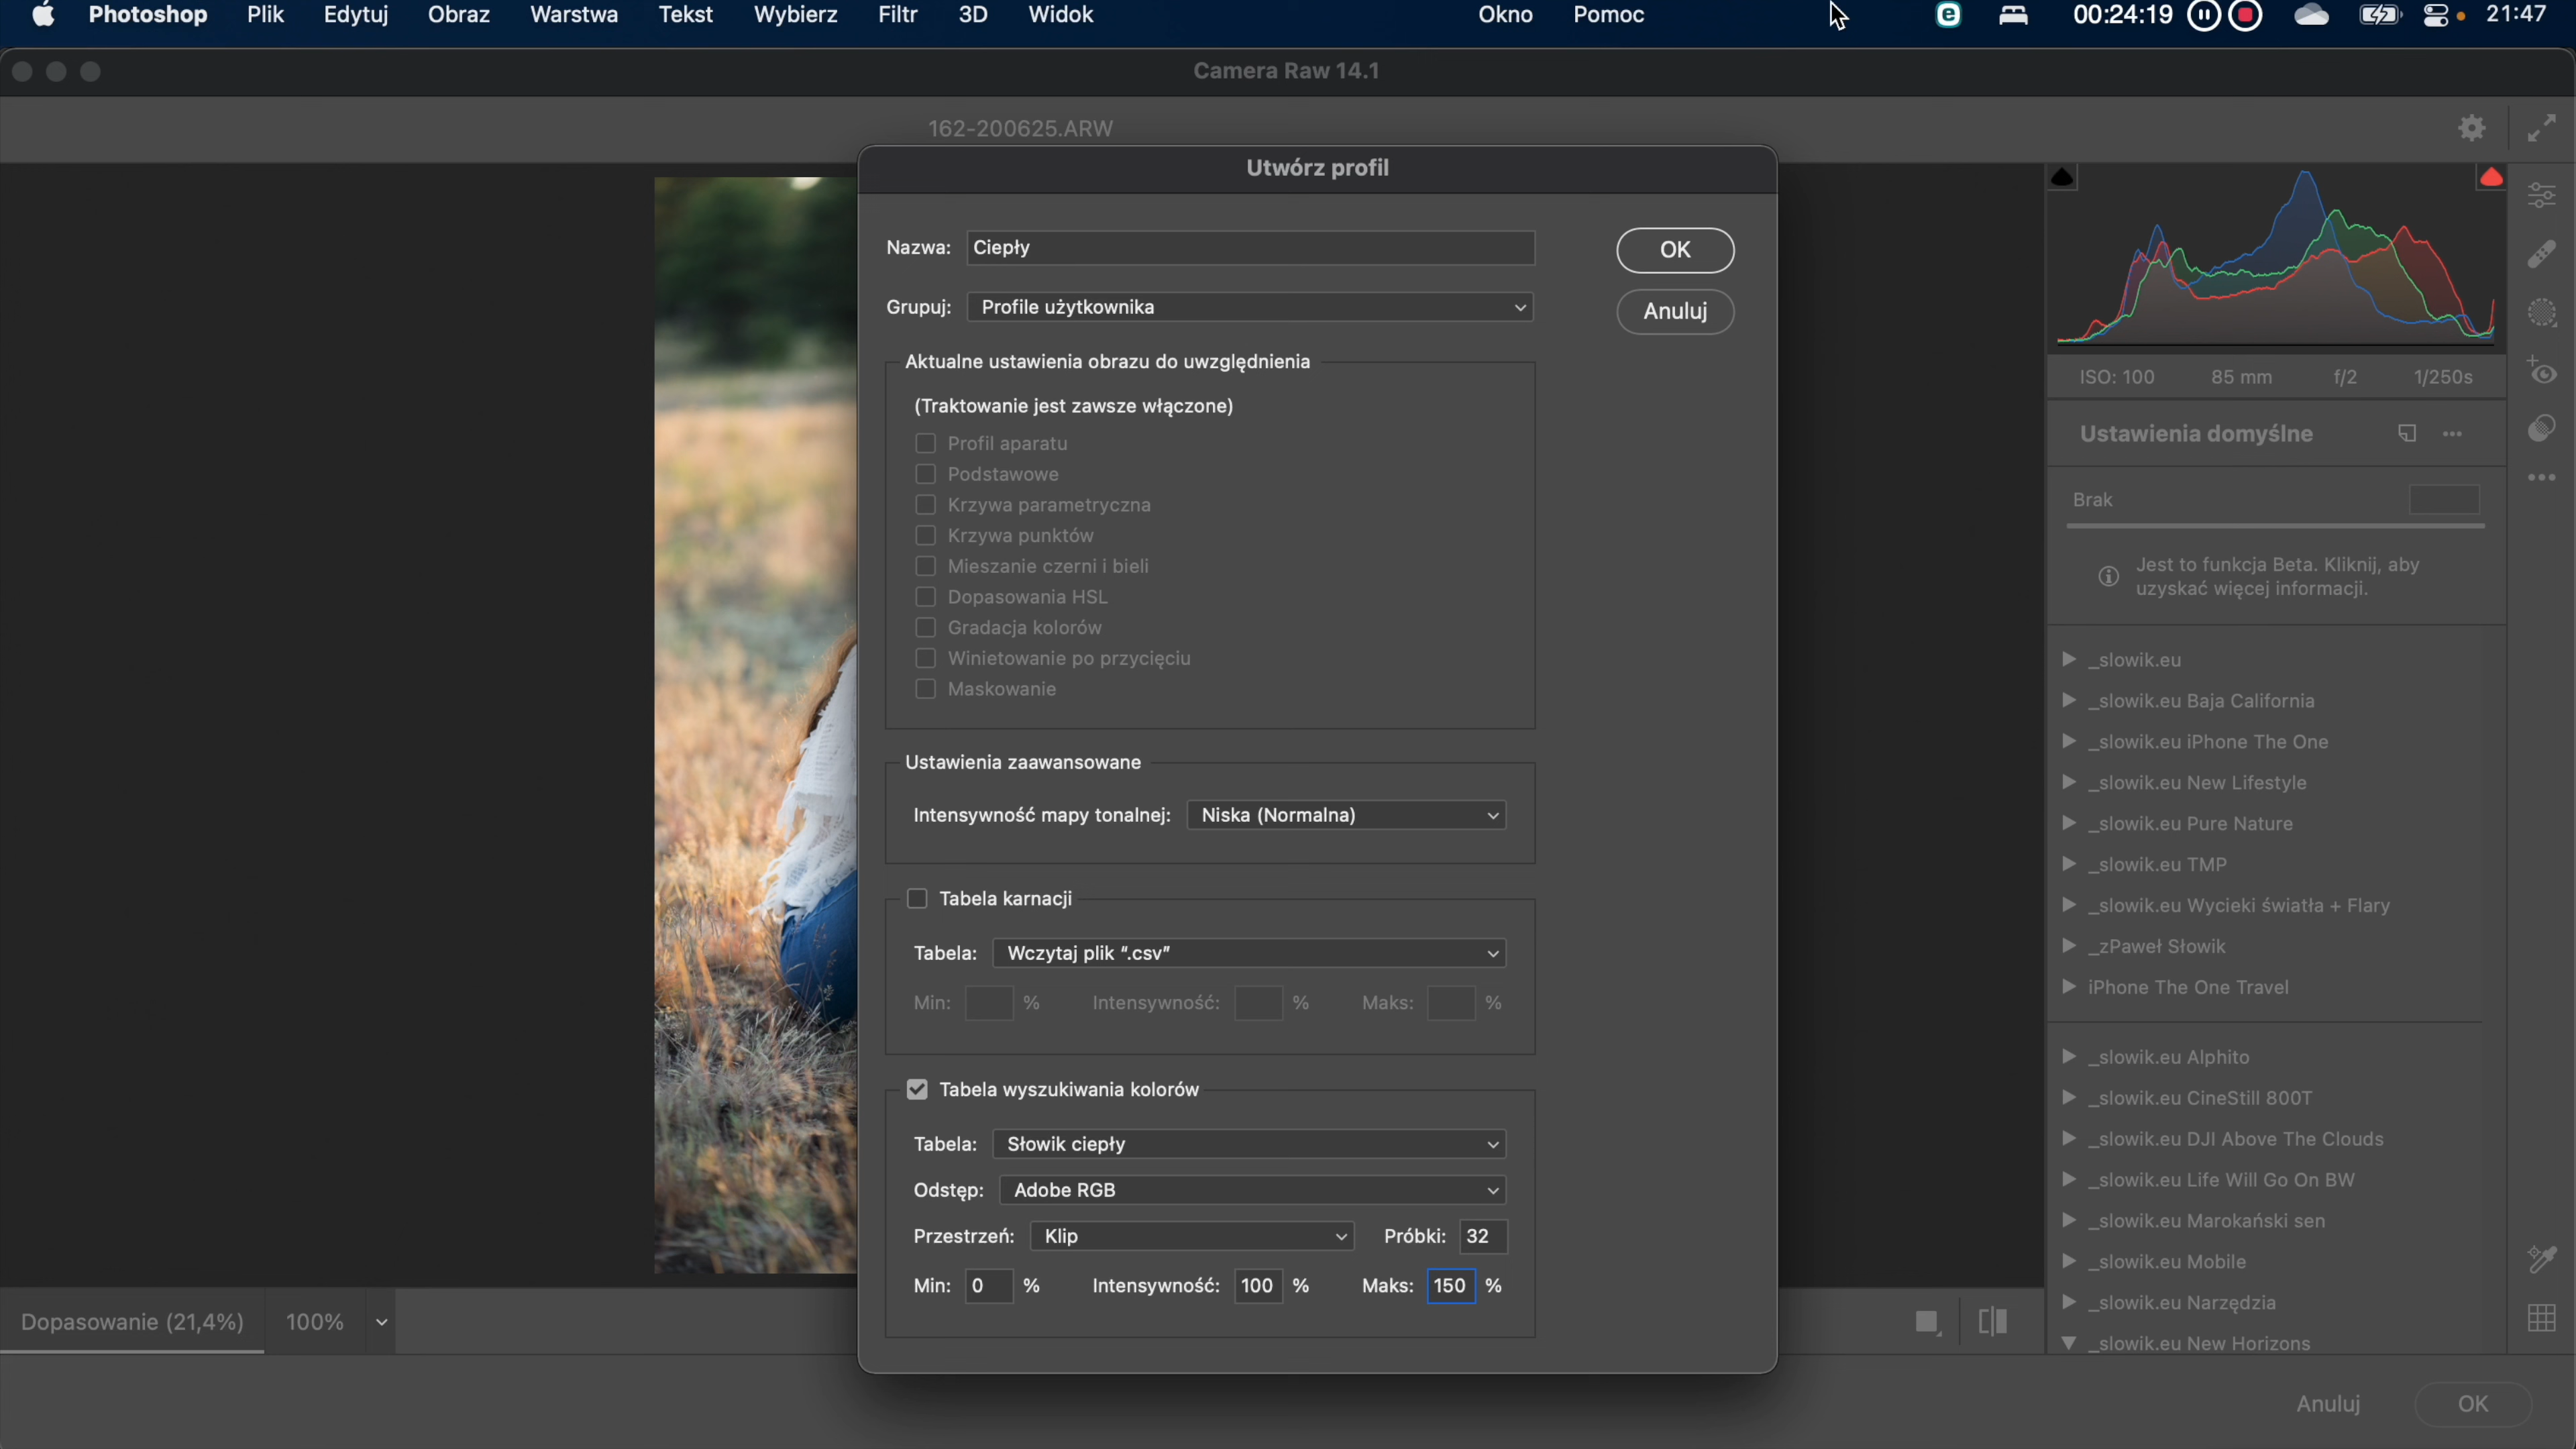 Photoshop Plik Edytuj Obraz Warstwa Tekst Wybierz Filtr 3D Widok Okno Pomoc 00:24:19 21:47
Camera Raw 14.1
162-200625.ARW
Utwórz profil
Nazwa: Ciepły
OK
Grupuj: Profile użytkownika
Anuluj
Aktualne ustawienia obrazu do uwzględnienia
(Traktowanie jest zawsze włączone)
Profil aparatu
Podstawowe
Krzywa parametryczna
Krzywa punktów
Mieszanie czerni i bieli
Dopasowania HSL
Gradacja kolorów
Winietowanie po przycięciu
Maskowanie
Ustawienia zaawansowane
Intensywność mapy tonalnej: Niska (Normalna)
Tabela karnacji
Tabela: Wczytaj plik “.csv”
Min: % Intensywność: % Maks: %
Tabela wyszukiwania kolorów
Tabela: Słowik ciepły
Odstęp: Adobe RGB
Przestrzeń: Klip Próbki: 32
Min: 0 % Intensywność: 100 % Maks: 150 %
ISO: 100 85 mm f/2 1/250s
Ustawienia domyślne
Brak
Jest to funkcja Beta. Kliknij, aby
uzyskać więcej informacji.
_slowik.eu
_slowik.eu Baja California
_slowik.eu iPhone The One
_slowik.eu New Lifestyle
_slowik.eu Pure Nature
_slowik.eu TMP
_slowik.eu Wycieki światła + Flary
_zPaweł Słowik
iPhone The One Travel
_slowik.eu Alphito
_slowik.eu CineStill 800T
_slowik.eu DJI Above The Clouds
_slowik.eu Life Will Go On BW
_slowik.eu Marokański sen
_slowik.eu Mobile
_slowik.eu Narzędzia
_slowik.eu New Horizons
Dopasowanie (21,4%) 100%
Anuluj OK